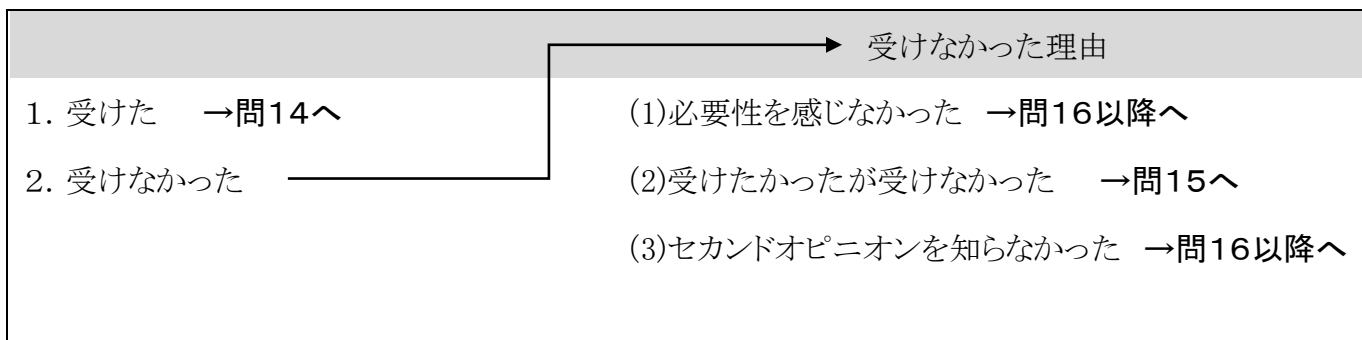 受けなかった理由
1. 受けた →問14へ
(1)必要性を感じなかった →問16以降へ
2. 受けなかった
(2)受けたかったが受けなかった →問15へ
(3)セカンドオピニオンを知らなかった →問16以降へ